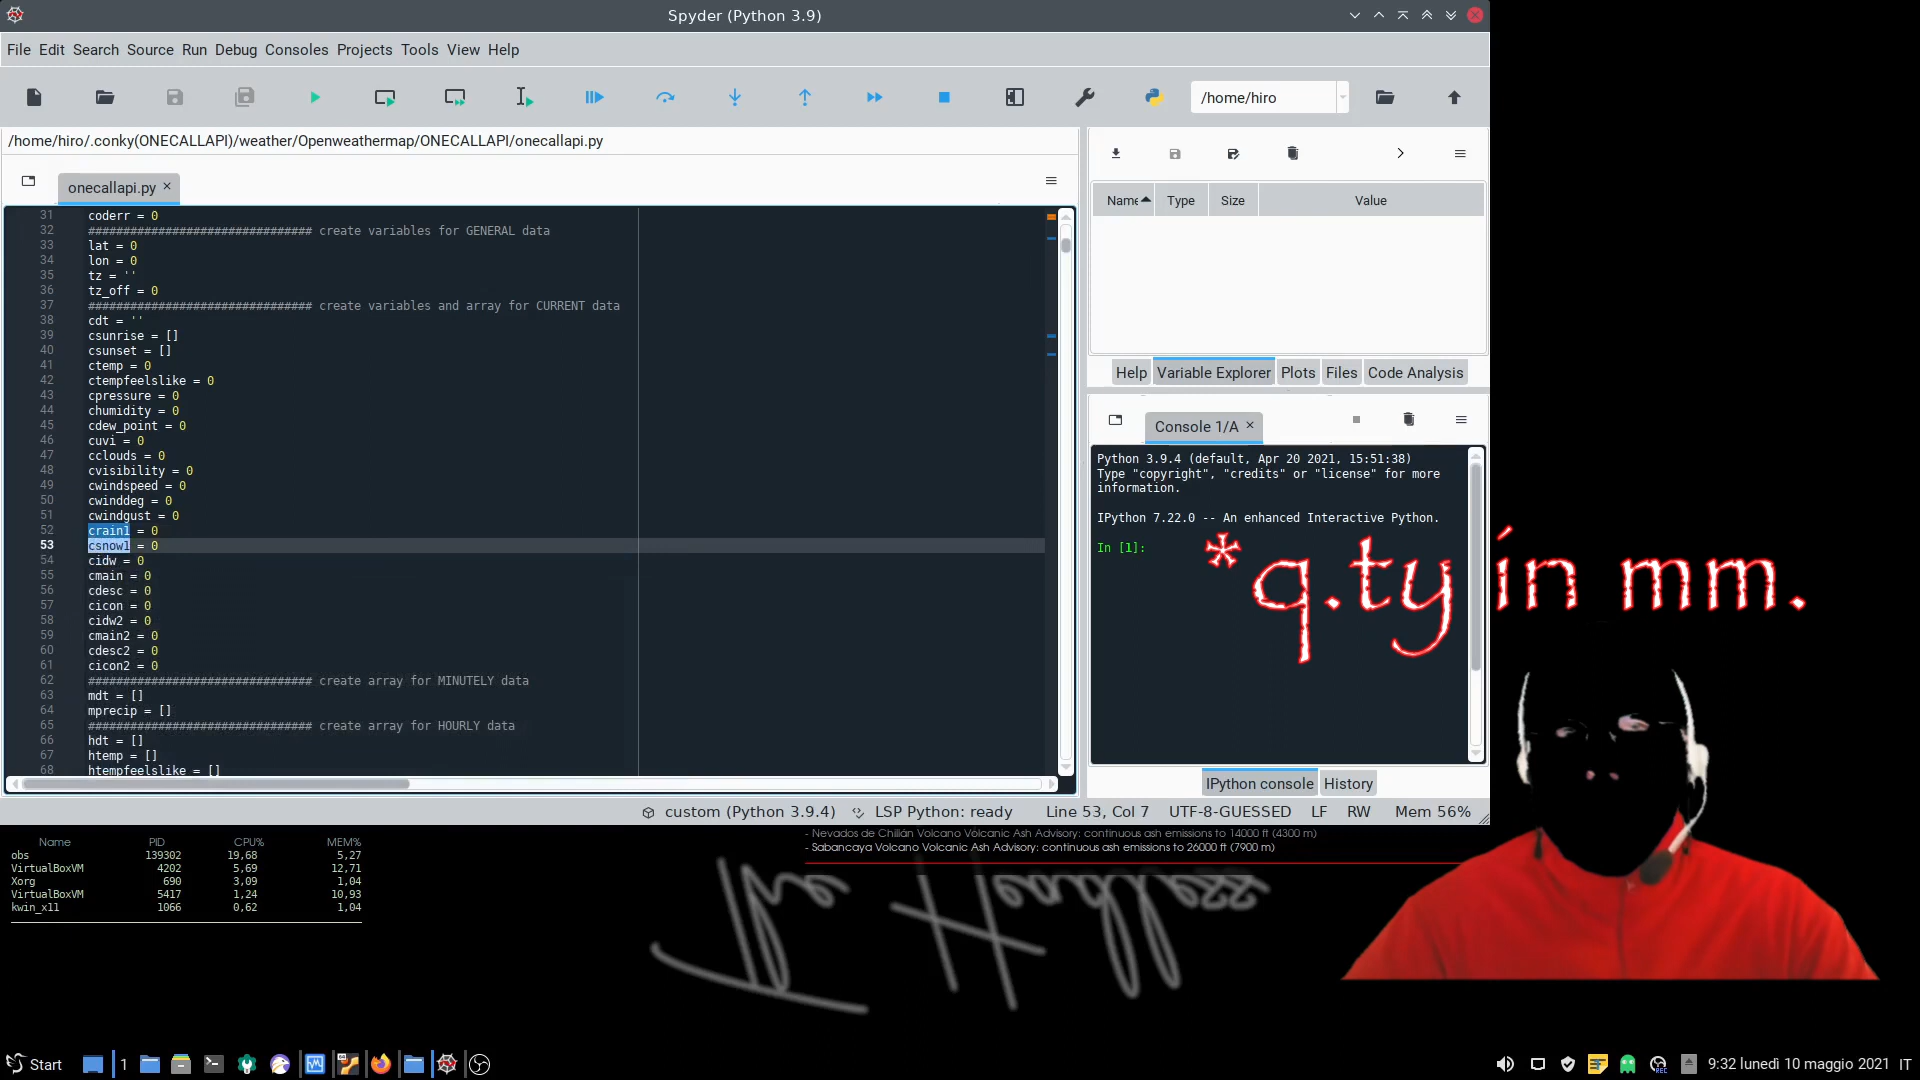 Spyder (Python 3.9)
File Edit Search Source Run Debug Consoles Projects Tools View Help
/home/hiro
/home/hiro/.conky(ONECALLAPI)/weather/Openweathermap/ONECALLAPI/onecallapi.py
onecallapi.py
31 coderr = 0
32 ################################ create variables for GENERAL data
33 lat = 0
34 lon = 0
35 tz = ''
36 tz_off = 0
37 ################################ create variables and array for CURRENT data
38 cdt = ''
39 csunrise = []
40 csunset = []
41 ctemp = 0
42 ctempfeelslike = 0
43 cpressure = 0
44 chumidity = 0
45 cdew_point = 0
46 cuvi = 0
47 cclouds = 0
48 cvisibility = 0
49 cwindspeed = 0
50 cwinddeg = 0
51 cwindgust = 0
52 crain1 = 0
53 csnow1 = 0
54 cidw = 0
55 cmain = 0
56 cdesc = 0
57 cicon = 0
58 cidw2 = 0
59 cmain2 = 0
60 cdesc2 = 0
61 cicon2 = 0
62 ################################ create array for MINUTELY data
63 mdt = []
64 mprecip = []
65 ################################ create array for HOURLY data
66 hdt = []
67 htemp = []
68 htempfeelslike = []
Name Type Size Value
Help Variable Explorer Plots Files Code Analysis
Console 1/A
Python 3.9.4 (default, Apr 20 2021, 15:51:38)
Type "copyright", "credits" or "license" for more
information.
IPython 7.22.0 -- An enhanced Interactive Python.
In [1]:
*q.ty in mm.
IPython console History
custom (Python 3.9.4) LSP Python: ready Line 53, Col 7 UTF-8-GUESSED LF RW Mem 56%
Name PID CPU% MEM%
obs 139302 19,68 5,27
VirtualBoxVM 4202 5,69 12,71
Xorg 690 3,09 1,04
VirtualBoxVM 5417 1,24 10,93
kwin_x11 1066 0,62 1,04
- Nevados de Chillán Volcano Volcanic Ash Advisory: continuous ash emissions to 14000 ft (4300 m)
- Sabancaya Volcano Volcanic Ash Advisory: continuous ash emissions to 26000 ft (7900 m)
The Headless
Start 1 REC 9:32 lunedì 10 maggio 2021 IT